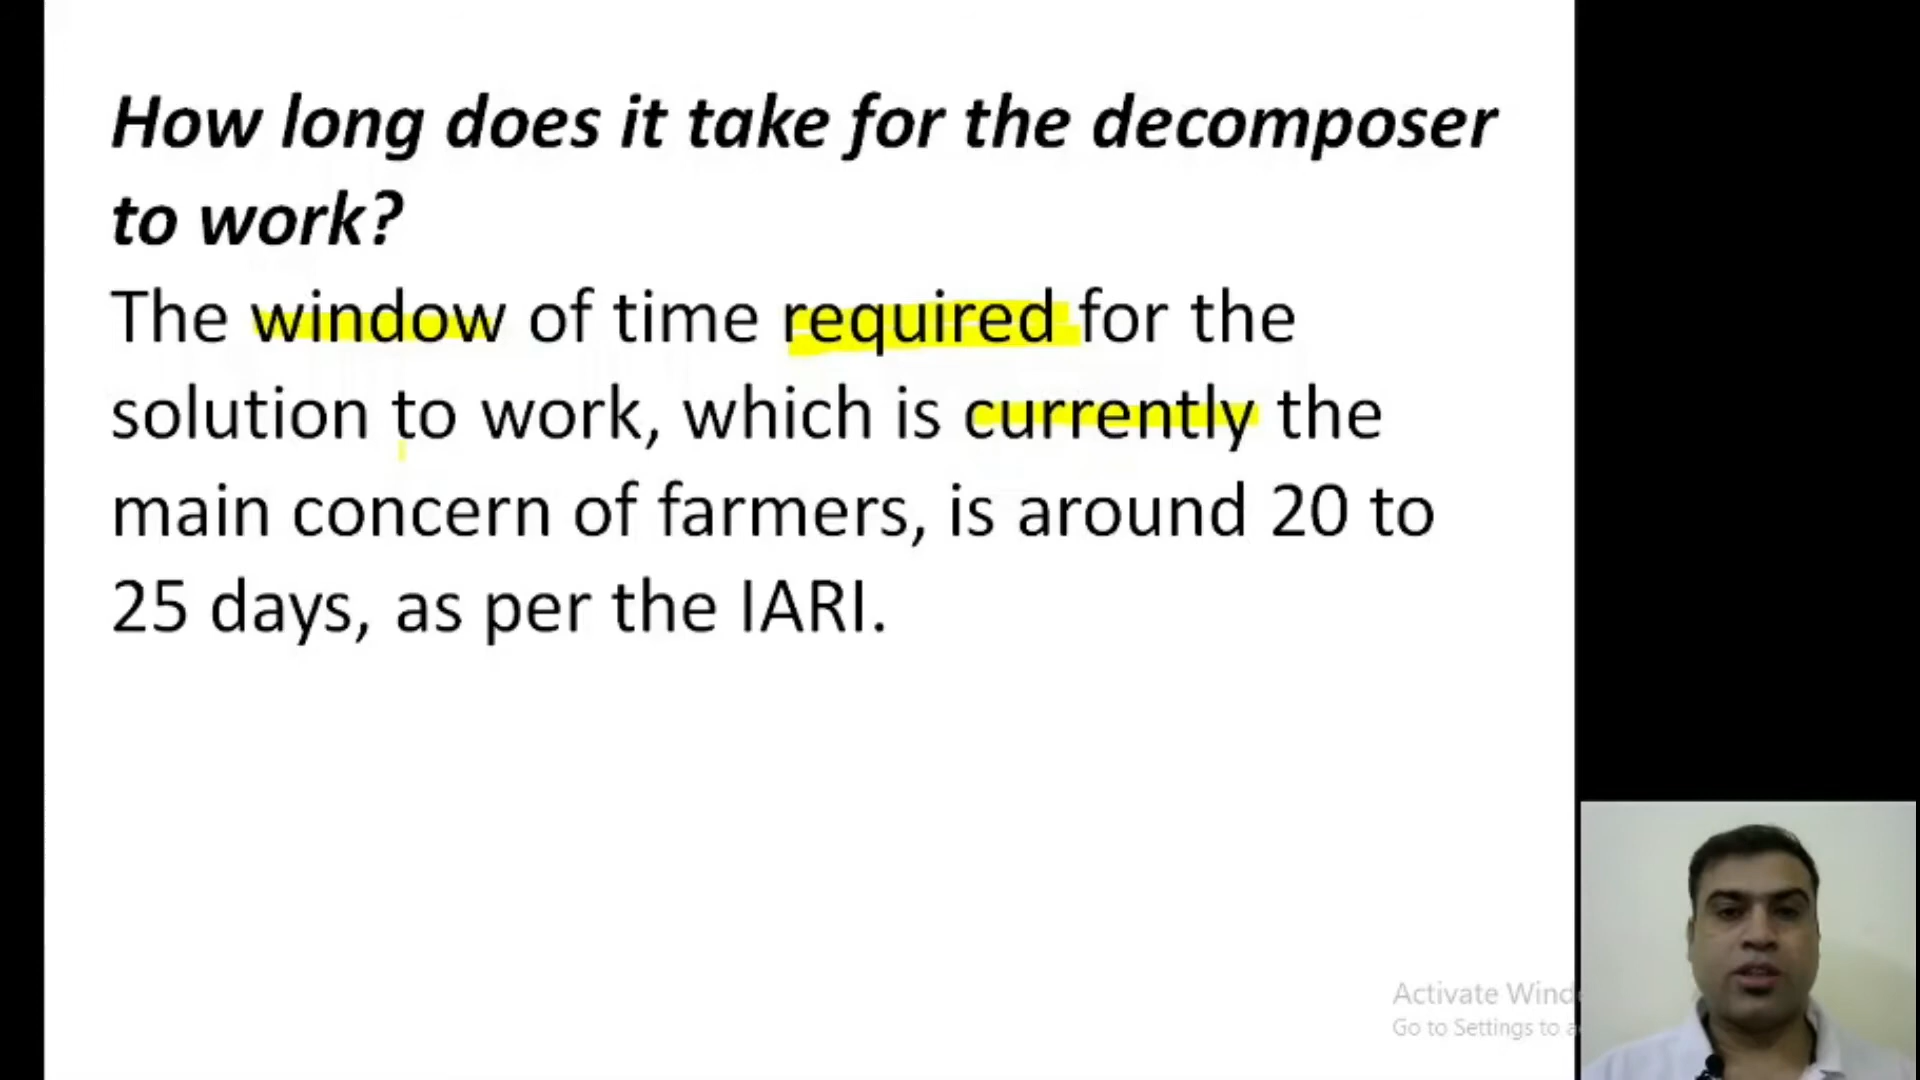 How long does it take for the decomposer
to work?
The window of time required for the
solution to work, which is currently the
main concern of farmers, is around 20 to
25 days, as per the IARI.
Activate Wind
Go to Settings to a